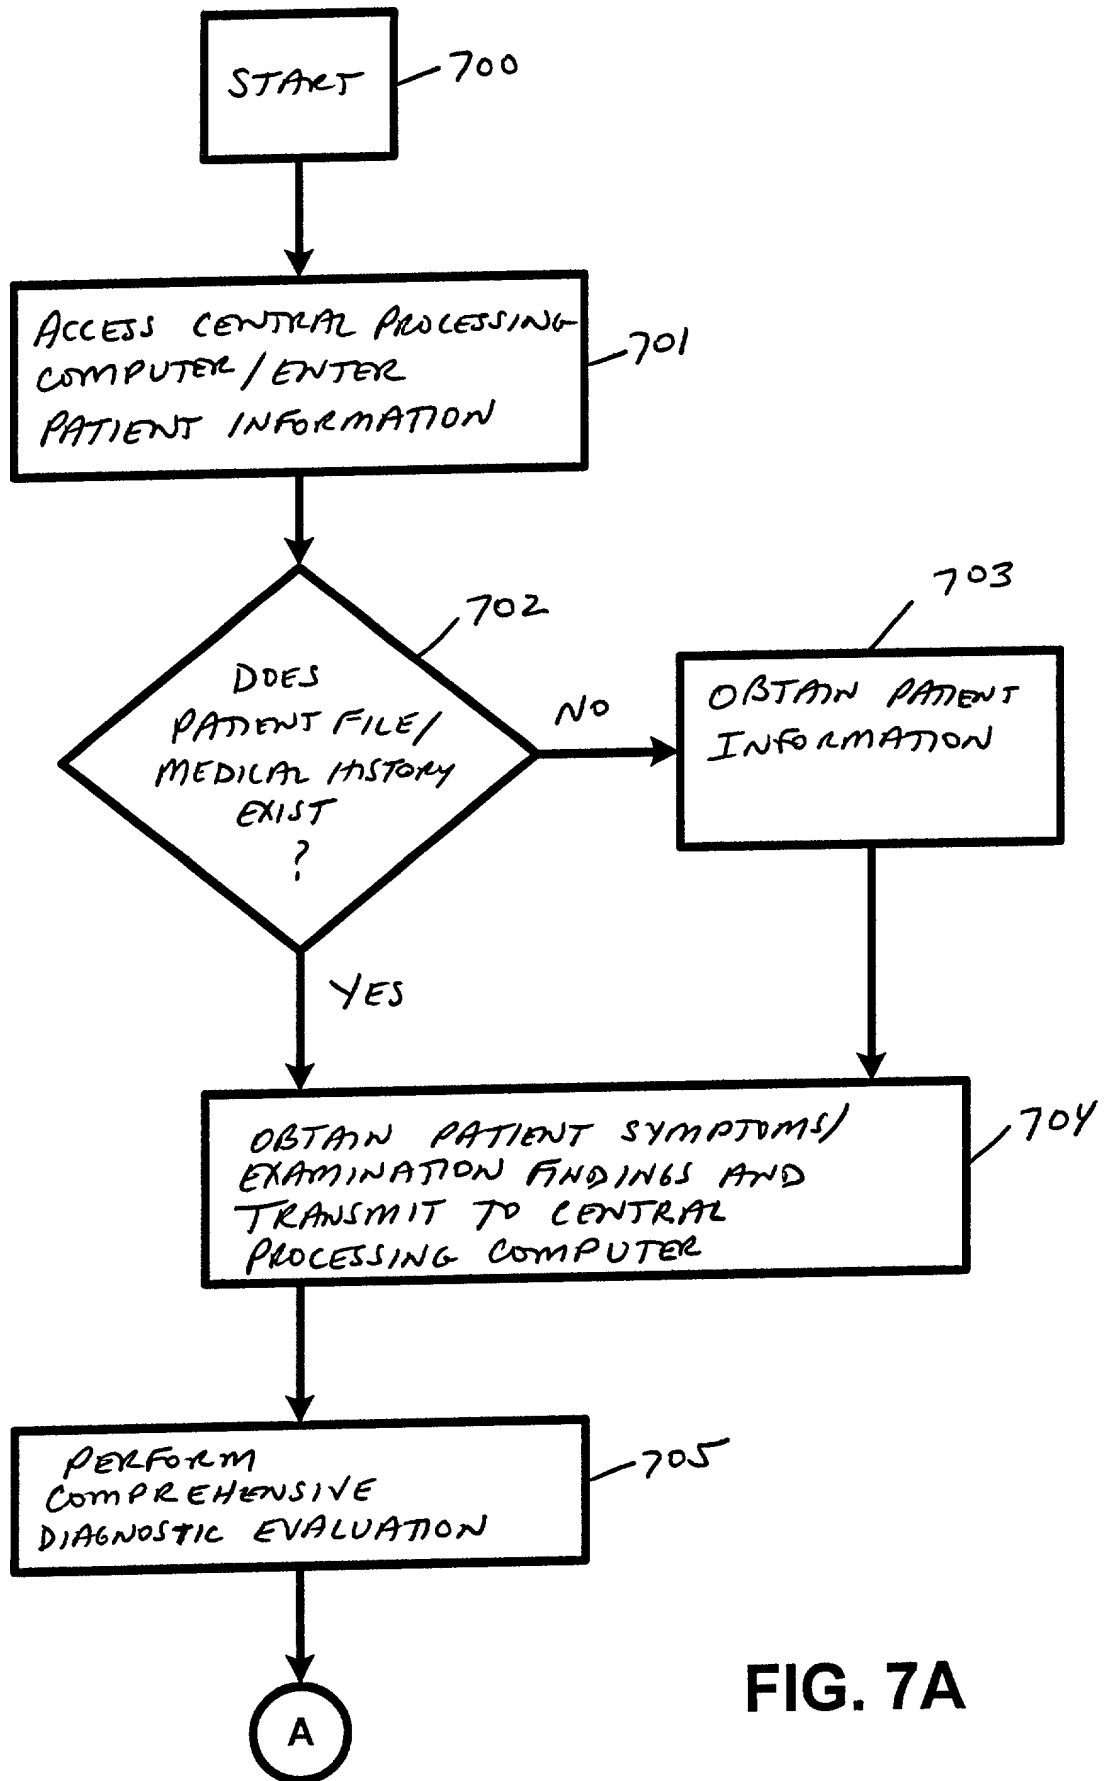 START
700
ACCESS CENTRAL PROCESSING
COMPUTER/ENTER
PATIENT INFORMATION
701
702
DOES
PATIENT FILE/
MEDICAL HISTORY
EXIST
?
NO
703
OBTAIN PATIENT
INFORMATION
YES
OBTAIN PATIENT SYMPTOMS/
EXAMINATION FINDINGS AND
TRANSMIT TO CENTRAL
PROCESSING COMPUTER
704
PERFORM
COMPREHENSIVE
DIAGNOSTIC EVALUATION
705
A
FIG. 7A